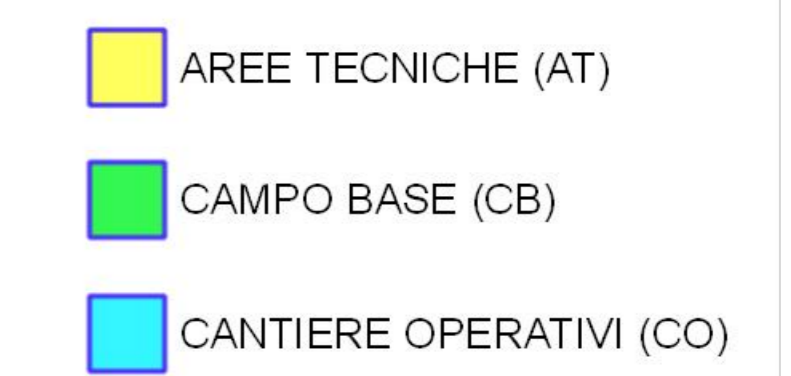 AREE TECNICHE (AT)
CAMPO BASE (CB)
CANTIERE OPERATIVI (CO)